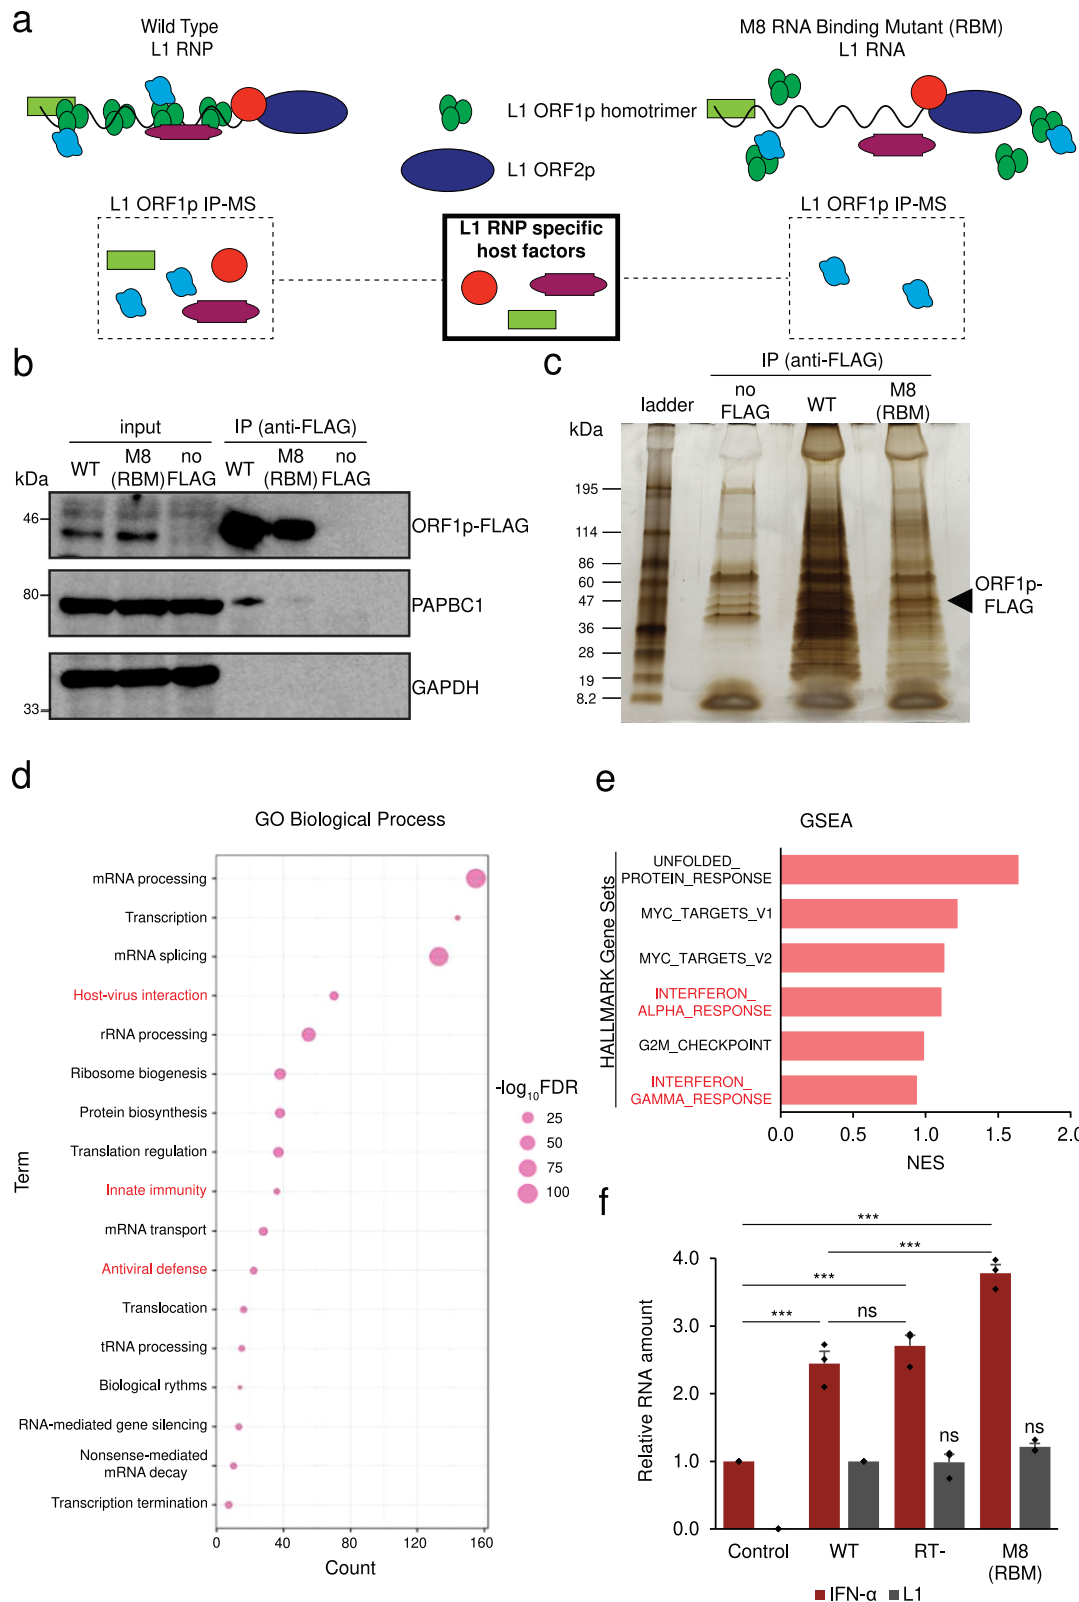 a
Wild Type
L1 RNP
M8 RNA Binding Mutant (RBM)
L1 RNA
L1 ORF1p homotrimer
L1 ORF2p
L1 ORF1p IP-MS
L1 RNP specific
host factors
L1 ORF1p IP-MS
b
input
IP (anti-FLAG)
kDa
WT
M8
(RBM)
no
FLAG
WT
M8
(RBM)
no
FLAG
46
ORF1p-FLAG
80
PAPBC1
GAPDH
33
c
IP (anti-FLAG)
ladder
no
FLAG
WT
M8
(RBM)
kDa
195
114
86
60
47
36
28
19
8.2
ORF1p-
FLAG
d
GO Biological Process
Term
mRNA processing
Transcription
mRNA splicing
Host-virus interaction
rRNA processing
Ribosome biogenesis
Protein biosynthesis
Translation regulation
Innate immunity
mRNA transport
Antiviral defense
Translocation
tRNA processing
Biological rythms
RNA-mediated gene silencing
Nonsense-mediated
mRNA decay
Transcription termination
0 40 80 120 160
Count
-log10FDR
25
50
75
100
e
GSEA
HALLMARK Gene Sets
UNFOLDED_
PROTEIN_RESPONSE
MYC_TARGETS_V1
MYC_TARGETS_V2
INTERFERON_
ALPHA_RESPONSE
G2M_CHECKPOINT
INTERFERON_
GAMMA_RESPONSE
0.0 0.5 1.0 1.5 2.0
NES
f
Relative RNA amount
4.0
3.0
2.0
1.0
0.0
***
***
***
***
ns
ns
ns
Control WT RT- M8
(RBM)
IFN-α L1